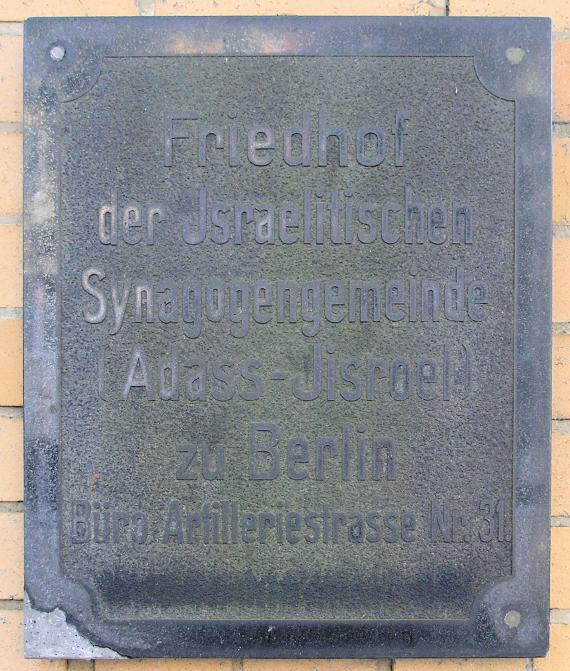 Friedhof
der Jsraelitischen
Synagogengemeinde
(Adass-Jisroel)
zu Berlin
Büro Artilleriestrasse Nr. 31.